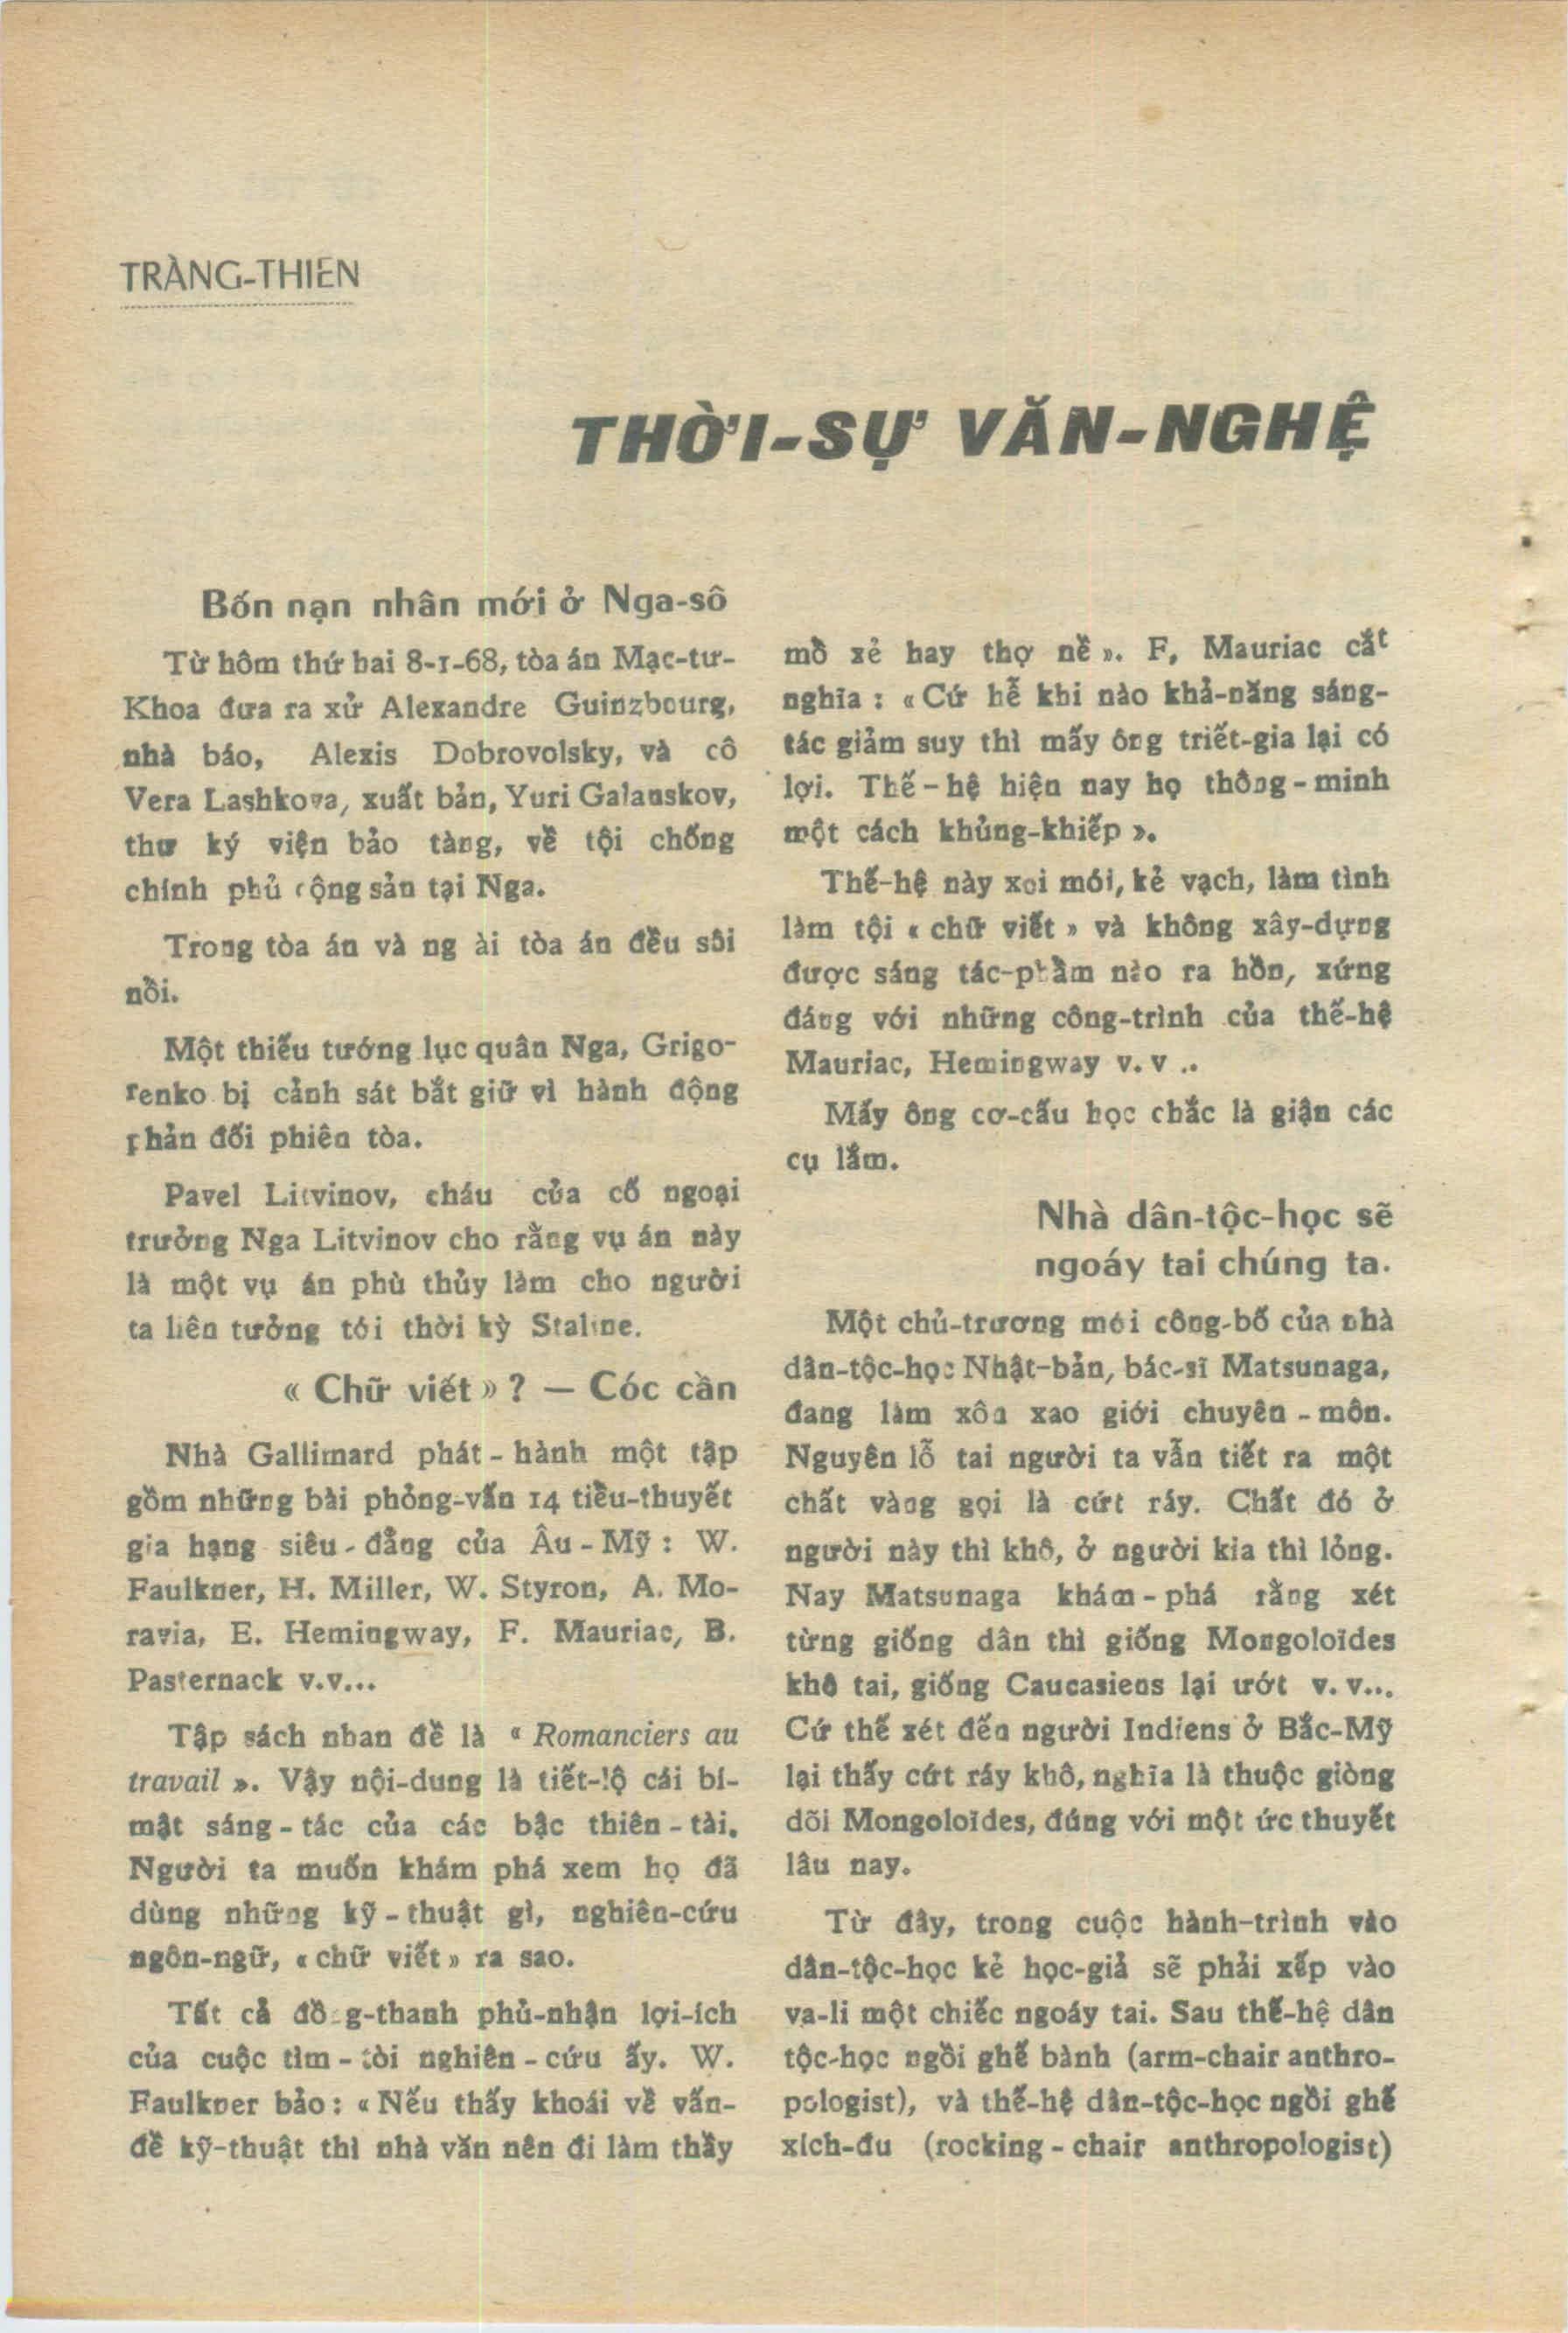 TRÀNG-THIÊN
THỜI-SỰ VĂN-NGHỆ
Bốn nạn nhân mới ở Nga-sô
Từ hôm thứ hai 8-1-68, tòa án Mạc-tư-
Khoa đưa ra xử Alexandre Guinzbourg,
nhà báo, Alexis Dobrovolsky, và cô
Vera Lashkova, xuất bản, Yuri Galanskov,
thư ký viện bảo tàng, về tội chống
chính phủ cộng sản tại Nga.
Trong tòa án và ng ài tòa án đều sôi
nổi.
Một thiếu tướng lục quân Nga, Grigo-
renko bị cảnh sát bắt giữ vì hành động
phản đối phiên tòa.
Pavel Litvinov, cháu của cố ngoại
trưởng Nga Litvinov cho rằng vụ án này
là một vụ án phù thủy làm cho người
ta liên tưởng tới thời kỳ Staline.
« Chữ viết » ? — Cóc cần
Nhà Gallimard phát - hành một tập
gồm những bài phỏng-vấn 14 tiểu-thuyết
gia hạng siêu - đẳng của Âu - Mỹ : W.
Faulkner, H. Miller, W. Styron, A. Mo-
ravia, E. Hemingway, F. Mauriac, B.
Pasternack v.v...
Tập sách nhan đề là « Romanciers au
travail ». Vậy nội-dung là tiết-lộ cái bí-
mật sáng - tác của các bậc thiên - tài.
Người ta muốn khám phá xem họ đã
dùng những kỹ - thuật gì, nghiên-cứu
ngôn-ngữ, « chữ viết » ra sao.
Tất cả đồng-thanh phủ-nhận lợi-ích
của cuộc tìm - tòi nghiên - cứu ấy. W.
Faulkner bảo : « Nếu thấy khoái về vấn-
đề kỹ-thuật thì nhà văn nên đi làm thầy
mổ xẻ hay thợ nề ». F, Mauriac cắt
nghĩa : « Cứ hễ khi nào khả-năng sáng-
tác giảm suy thì mấy ông triết-gia lại có
lợi. Thế - hệ hiện nay họ thông - minh
một cách khủng-khiếp ».
Thế-hệ này xoi mói, kẻ vạch, làm tình
làm tội « chữ viết » và không xây-dựng
được sáng tác-phẩm nào ra hồn, xứng
đáng với những công-trình của thế-hệ
Mauriac, Hemingway v. v ..
Mấy ông cơ-cấu học chắc là giận các
cụ lắm.
Nhà dân-tộc-học sẽ
ngoáy tai chúng ta.
Một chủ-trương mới công-bố của nhà
dân-tộc-học Nhật-bản, bác-sĩ Matsunaga,
đang làm xôn xao giới chuyên - môn.
Nguyên lỗ tai người ta vẫn tiết ra một
chất vàng gọi là cứt ráy. Chất đó ở
người này thì khô, ở người kia thì lỏng.
Nay Matsunaga khám - phá rằng xét
từng giống dân thì giống Mongoloïdes
khô tai, giống Caucasiens lại ướt v. v...
Cứ thế xét đến người Indiens ở Bắc-Mỹ
lại thấy cứt ráy khô, nghĩa là thuộc giòng
dõi Mongoloïdes, đúng với một ức thuyết
lâu nay.
Từ đây, trong cuộc hành-trình vào
dân-tộc-học kẻ học-giả sẽ phải xếp vào
va-li một chiếc ngoáy tai. Sau thế-hệ dân
tộc-học ngồi ghế bành (arm-chair anthro-
pologist), và thế-hệ dân-tộc-học ngồi ghế
xích-đu (rocking - chair anthropologist)